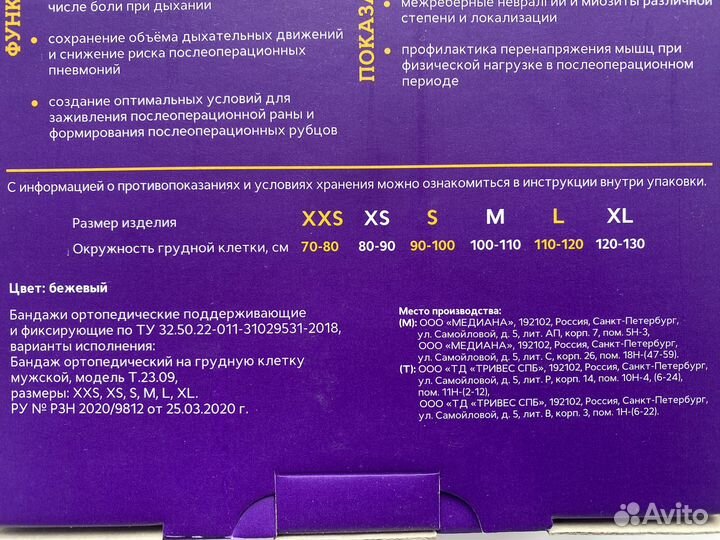 ФУНК
числе боли при дыхании
• сохранение объёма дыхательных движений
и снижение риска послеоперационных
пневмоний
• создание оптимальных условий для
заживления послеоперационной раны и
формирования послеоперационных рубцов
ПОКАЗА
межреберные невралгии и миозиты различной
степени и локализации
• профилактика перенапряжения мышц при
физической нагрузке в послеоперационном
периоде
С информацией о противопоказаниях и условиях хранения можно ознакомиться в инструкции внутри упаковки.
Размер изделия XXS XS S M L XL
Окружность грудной клетки, см 70-80 80-90 90-100 100-110 110-120 120-130
Цвет: бежевый
Бандажи ортопедические поддерживающие
и фиксирующие по ТУ 32.50.22-011-31029531-2018,
варианты исполнения:
Бандаж ортопедический на грудную клетку
мужской, модель Т.23.09,
размеры: XXS, XS, S, M, L, XL.
РУ № РЗН 2020/9812 от 25.03.2020 г.
Место производства:
(М): ООО «МЕДИАНА», 192102, Россия, Санкт-Петербург,
ул. Самойловой, д. 5, лит. АП, корп. 7, пом. 5Н-3,
ООО «МЕДИАНА», 192102, Россия, Санкт-Петербург,
ул. Самойловой, д. 5, лит. С, корп. 26, пом. 18Н-(47-59).
(Т): ООО «ТД «ТРИВЕС СПБ», 192102, Россия, Санкт-Петербург,
ул. Самойловой, д. 5, лит. Р, корп. 14, пом. 10Н-4, (6-24),
пом. 11Н-(2-12),
ООО «ТД «ТРИВЕС СПБ», 192102, Россия, Санкт-Петербург,
ул. Самойловой, д. 5, лит. В, корп. 3, пом. 1Н-(6-22).
Avito